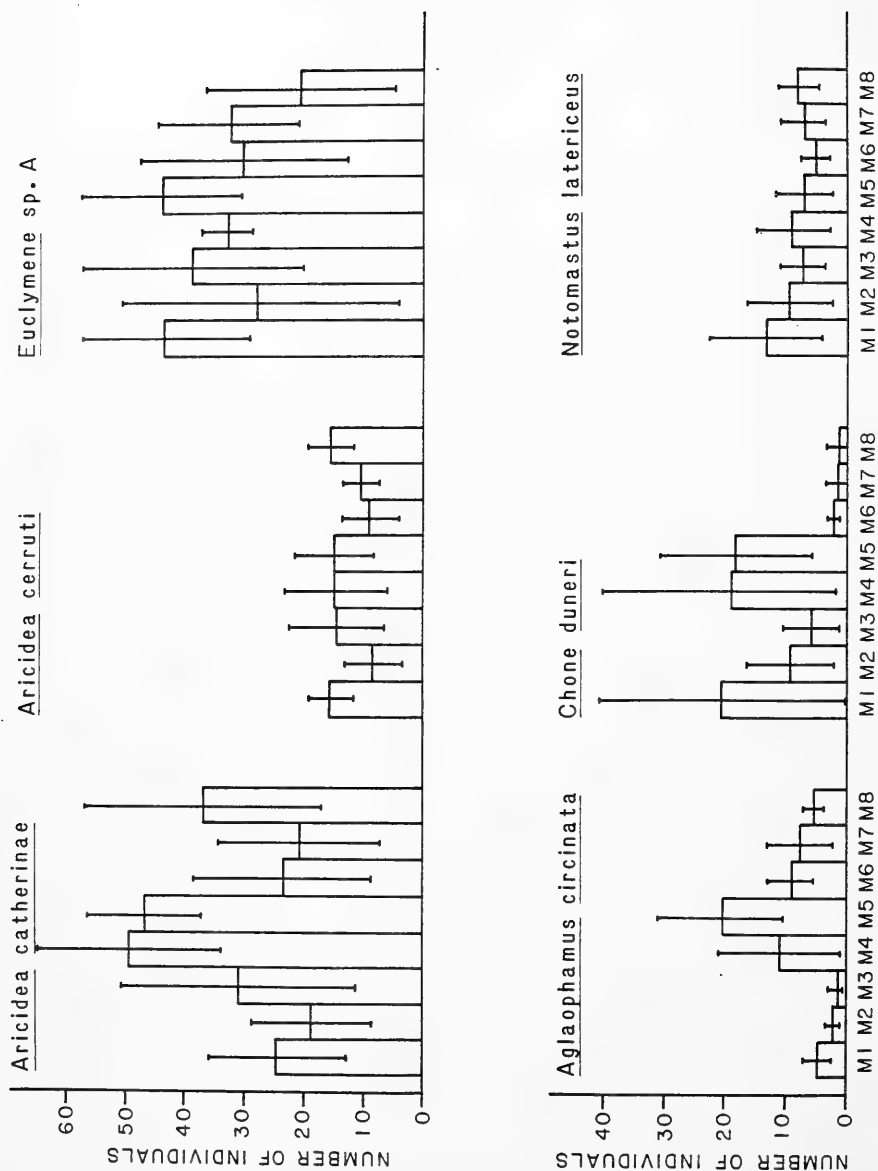 Aricidea catherinae
Aricidea cerruti
Euclymene sp. A
60
50
40
30
20
10
0
NUMBER OF INDIVIDUALS
Aglaophamus circinata
Chone duneri
Notomastus latericeus
40
30
20
10
0
NUMBER OF INDIVIDUALS
M1 M2 M3 M4 M5 M6 M7 M8
M1 M2 M3 M4 M5 M6 M7 M8
M1 M2 M3 M4 M5 M6 M7 M8